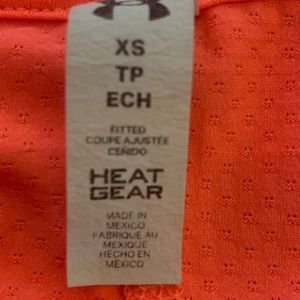 XS
TP
ECH
FITTED
COUPE AJUSTÉE
CEÑIDO
HEAT
GEAR
MADE IN
MEXICO
FABRIQUÉ AU
MEXIQUE
HECHO EN
MEXICO